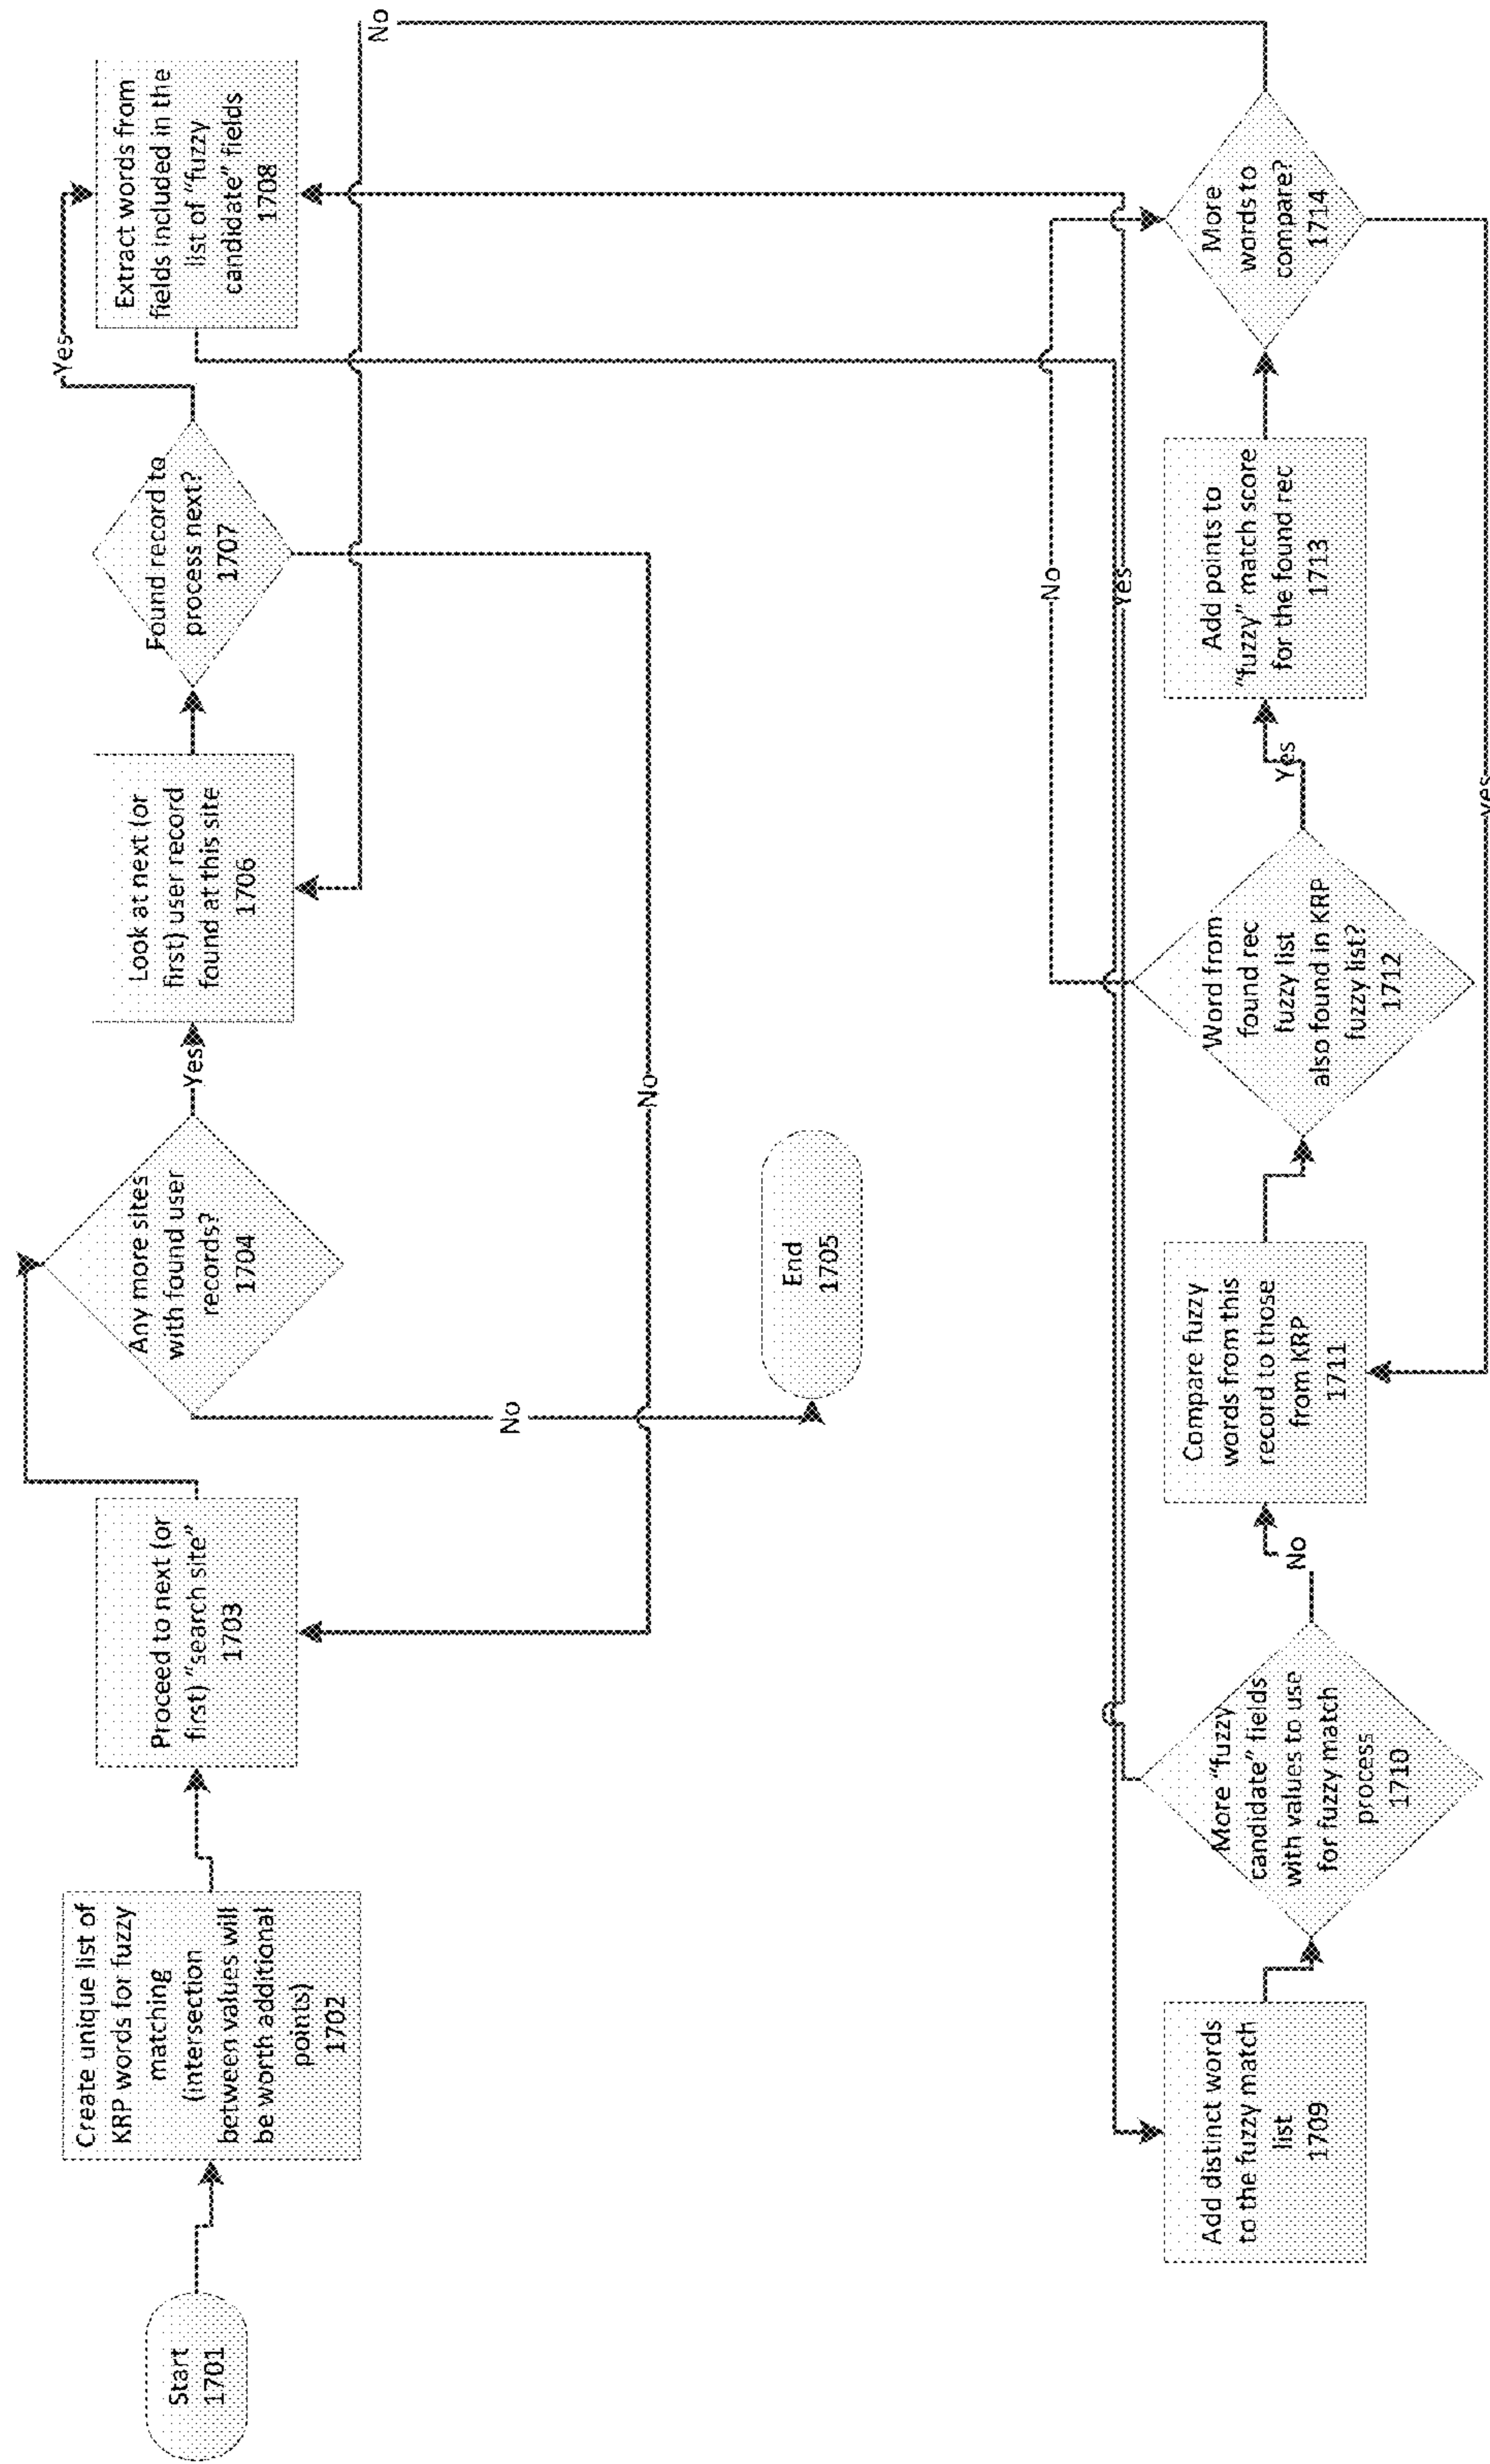 Start
1701
Create unique list of
KRP words for fuzzy
matching
(intersection
between values will
be worth additional
points)
1702
Proceed to next (or
first) "search site"
1703
Any more sites
with found user
records?
1704
Yes
No
End
1705
Look at next (or
first) user record
found at this site
1706
Found record to
process next?
1707
Yes
No
Extract words from
fields included in the
list of "fuzzy
candidate" fields
1708
Add distinct words
to the fuzzy match
list
1709
More "fuzzy
candidate" fields
with values to use
for fuzzy match
process
1710
Yes
No
Compare fuzzy
words from this
record to those
from KRP
1711
Word from
found rec
fuzzy list
also found in KRP
fuzzy list?
1712
No
Yes
Add points to
"fuzzy" match score
for the found rec
1713
More
words to
compare?
1714
No
Yes